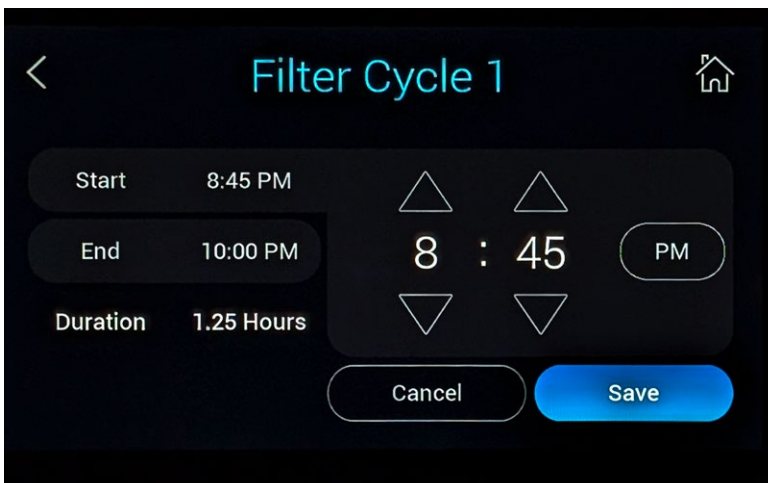 Filter Cycle 1
Start 8:45 PM
End 10:00 PM
Duration 1.25 Hours
8 : 45 PM
Cancel Save